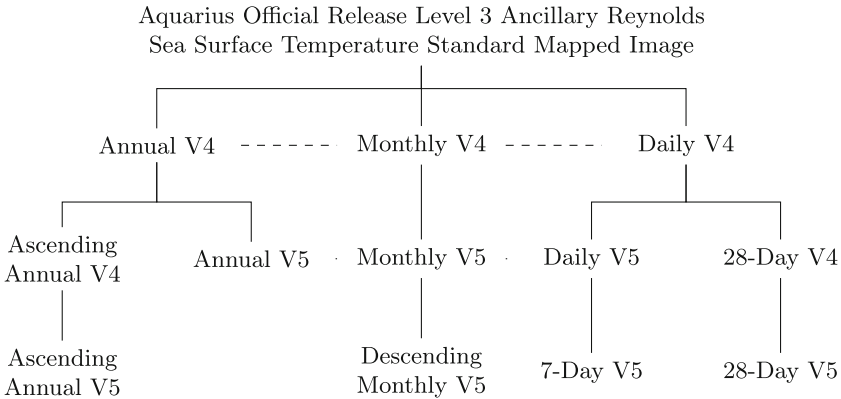 Aquarius Official Release Level 3 Ancillary Reynolds
Sea Surface Temperature Standard Mapped Image
Annual V4
Monthly V4
Daily V4
Ascending
Annual V4
Annual V5
Monthly V5
Daily V5
28-Day V4
Ascending
Annual V5
Descending
Monthly V5
7-Day V5
28-Day V5